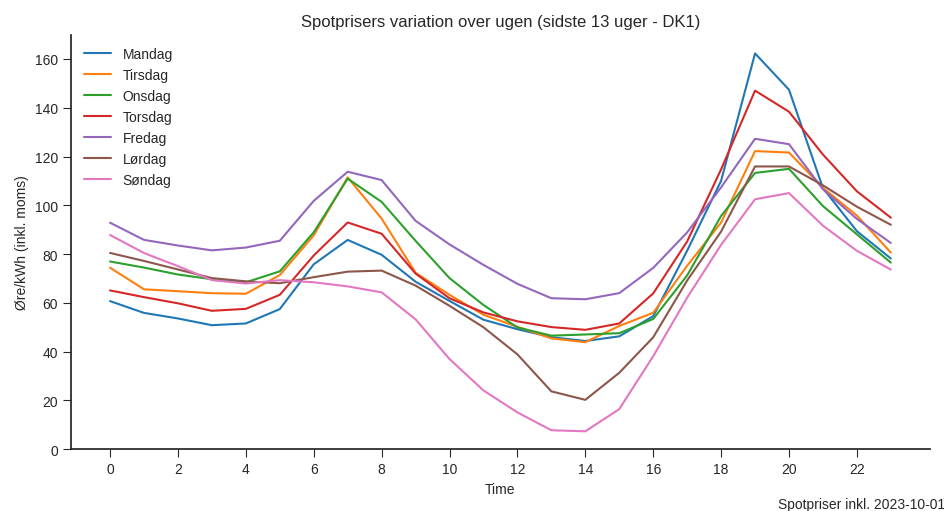 Spotprisers variation over ugen (sidste 13 uger - DK1)
Mandag
Tirsdag
Onsdag
Torsdag
Fredag
Lørdag
Søndag
Øre/kWh (inkl. moms)
160
140
120
100
80
60
40
20
0
0 2 4 6 8 10 12 14 16 18 20 22
Time
Spotpriser inkl. 2023-10-01